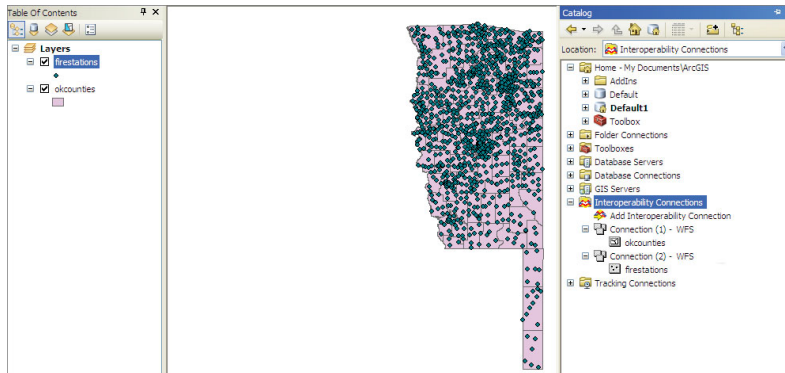 Table Of Contents
Layers
firestations
okcounties
Catalog
Location: Interoperability Connections
Home - My Documents\ArcGIS
AddIns
Default
Default1
Toolbox
Folder Connections
Toolboxes
Database Servers
Database Connections
GIS Servers
Interoperability Connections
Add Interoperability Connection
Connection (1) - WFS
okcounties
Connection (2) - WFS
firestations
Tracking Connections